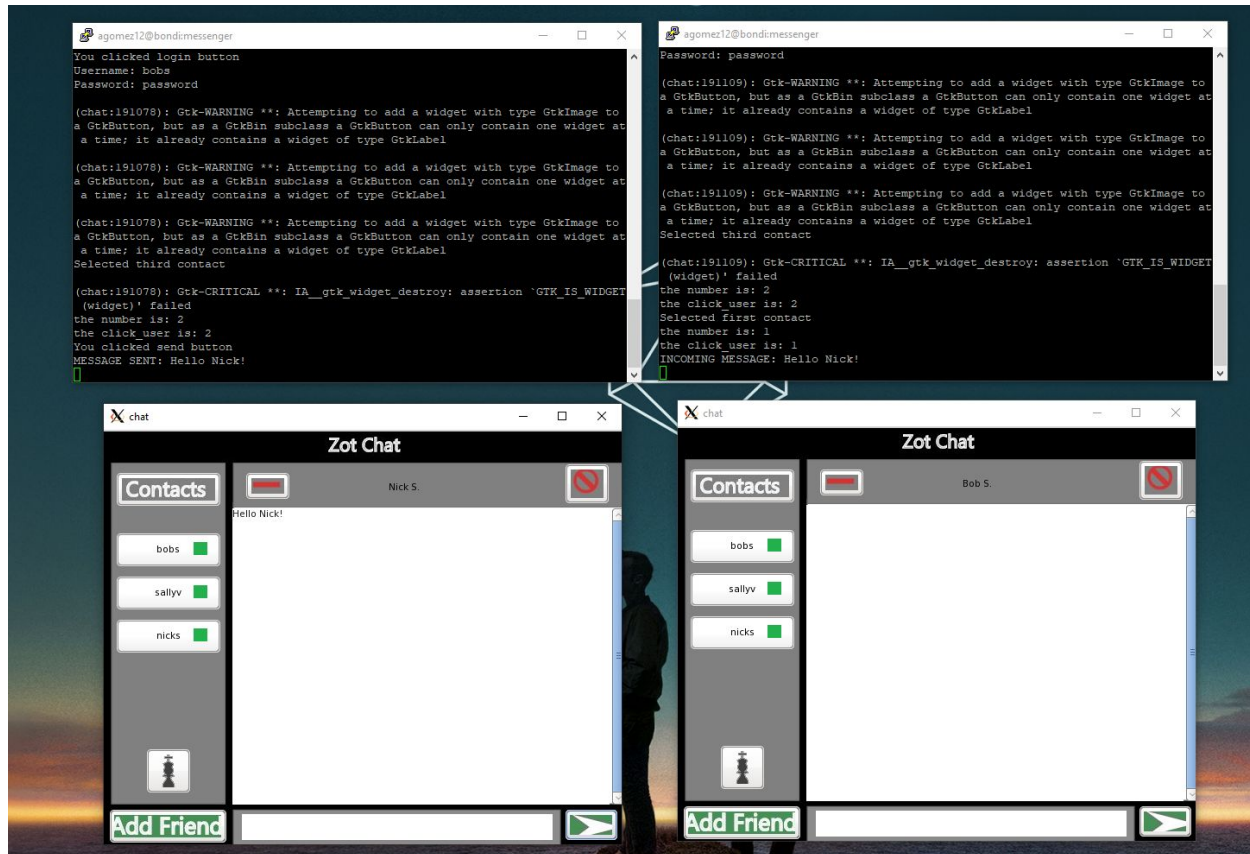 agomez12@bondi:messenger
You clicked login button
Username: bobs
Password: password
(chat:191078): Gtk-WARNING **: Attempting to add a widget with type GtkImage to
a GtkButton, but as a GtkBin subclass a GtkButton can only contain one widget at
a time; it already contains a widget of type GtkLabel
(chat:191078): Gtk-WARNING **: Attempting to add a widget with type GtkImage to
a GtkButton, but as a GtkBin subclass a GtkButton can only contain one widget at
a time; it already contains a widget of type GtkLabel
(chat:191078): Gtk-WARNING **: Attempting to add a widget with type GtkImage to
a GtkButton, but as a GtkBin subclass a GtkButton can only contain one widget at
a time; it already contains a widget of type GtkLabel
Selected third contact
(chat:191078): Gtk-CRITICAL **: IA__gtk_widget_destroy: assertion `GTK_IS_WIDGET
(widget)' failed
the number is: 2
the click_user is: 2
You clicked send button
MESSAGE SENT: Hello Nick!
agomez12@bondi:messenger
Password: password
(chat:191109): Gtk-WARNING **: Attempting to add a widget with type GtkImage to
a GtkButton, but as a GtkBin subclass a GtkButton can only contain one widget at
a time; it already contains a widget of type GtkLabel
(chat:191109): Gtk-WARNING **: Attempting to add a widget with type GtkImage to
a GtkButton, but as a GtkBin subclass a GtkButton can only contain one widget at
a time; it already contains a widget of type GtkLabel
(chat:191109): Gtk-WARNING **: Attempting to add a widget with type GtkImage to
a GtkButton, but as a GtkBin subclass a GtkButton can only contain one widget at
a time; it already contains a widget of type GtkLabel
Selected third contact
(chat:191109): Gtk-CRITICAL **: IA__gtk_widget_destroy: assertion `GTK_IS_WIDGET
(widget)' failed
the number is: 2
the click_user is: 2
Selected first contact
the number is: 1
the click_user is: 1
INCOMING MESSAGE: Hello Nick!
chat
Zot Chat
Contacts
Nick S.
Hello Nick!
bobs
sallyv
nicks
Add Friend
chat
Zot Chat
Contacts
Bob S.
bobs
sallyv
nicks
Add Friend